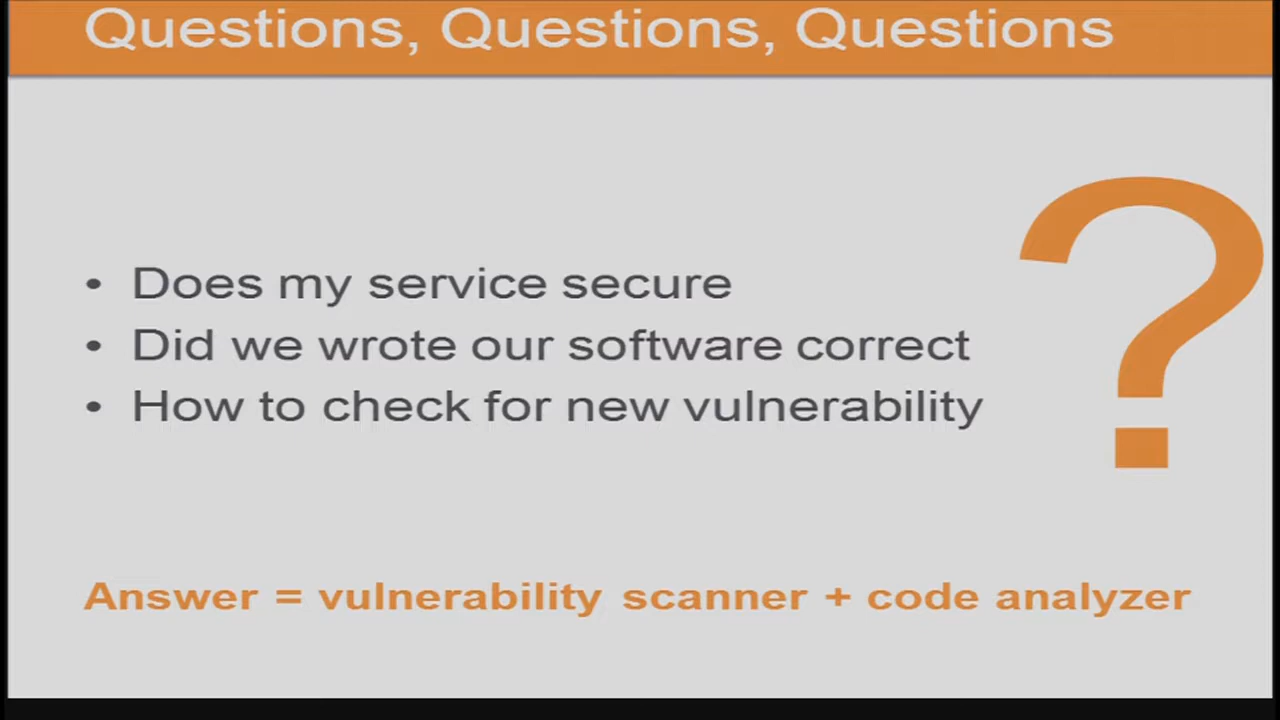 Questions, Questions, Questions
• Does my service secure
• Did we wrote our software correct
• How to check for new vulnerability
?
Answer = vulnerability scanner + code analyzer